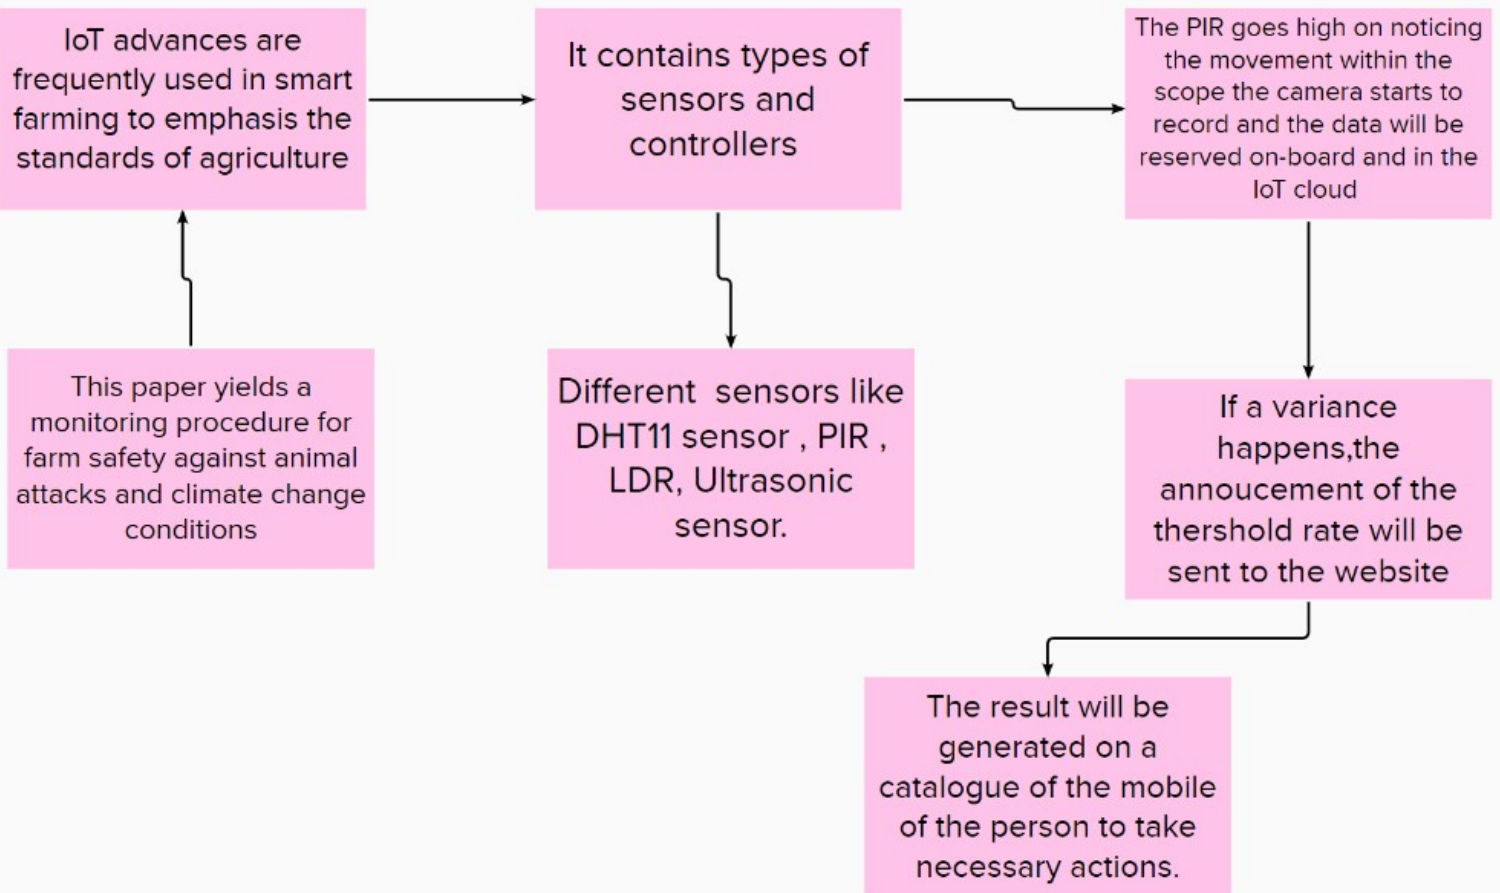 IoT advances are
frequently used in smart
farming to emphasis the
standards of agriculture
It contains types of
sensors and
controllers
The PIR goes high on noticing
the movement within the
scope the camera starts to
record and the data will be
reserved on-board and in the
IoT cloud
This paper yields a
monitoring procedure for
farm safety against animal
attacks and climate change
conditions
Different  sensors like
DHT11 sensor , PIR ,
LDR, Ultrasonic
sensor.
If a variance
happens,the
annoucement of the
thershold rate will be
sent to the website
The result will be
generated on a
catalogue of the mobile
of the person to take
necessary actions.